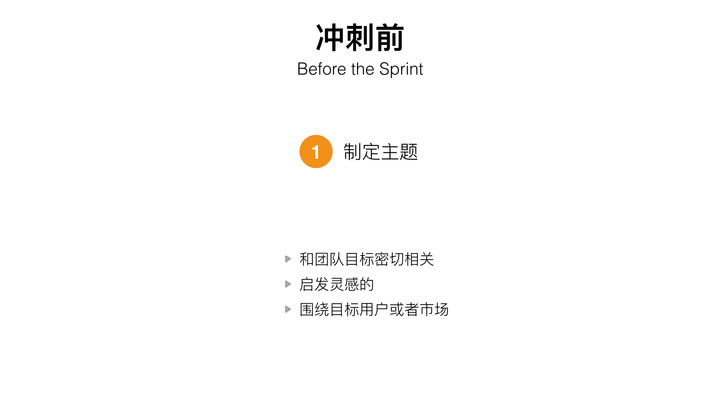 冲刺前
Before the Sprint
1 制定主题
和团队目标密切相关
启发灵感的
围绕目标用户或者市场